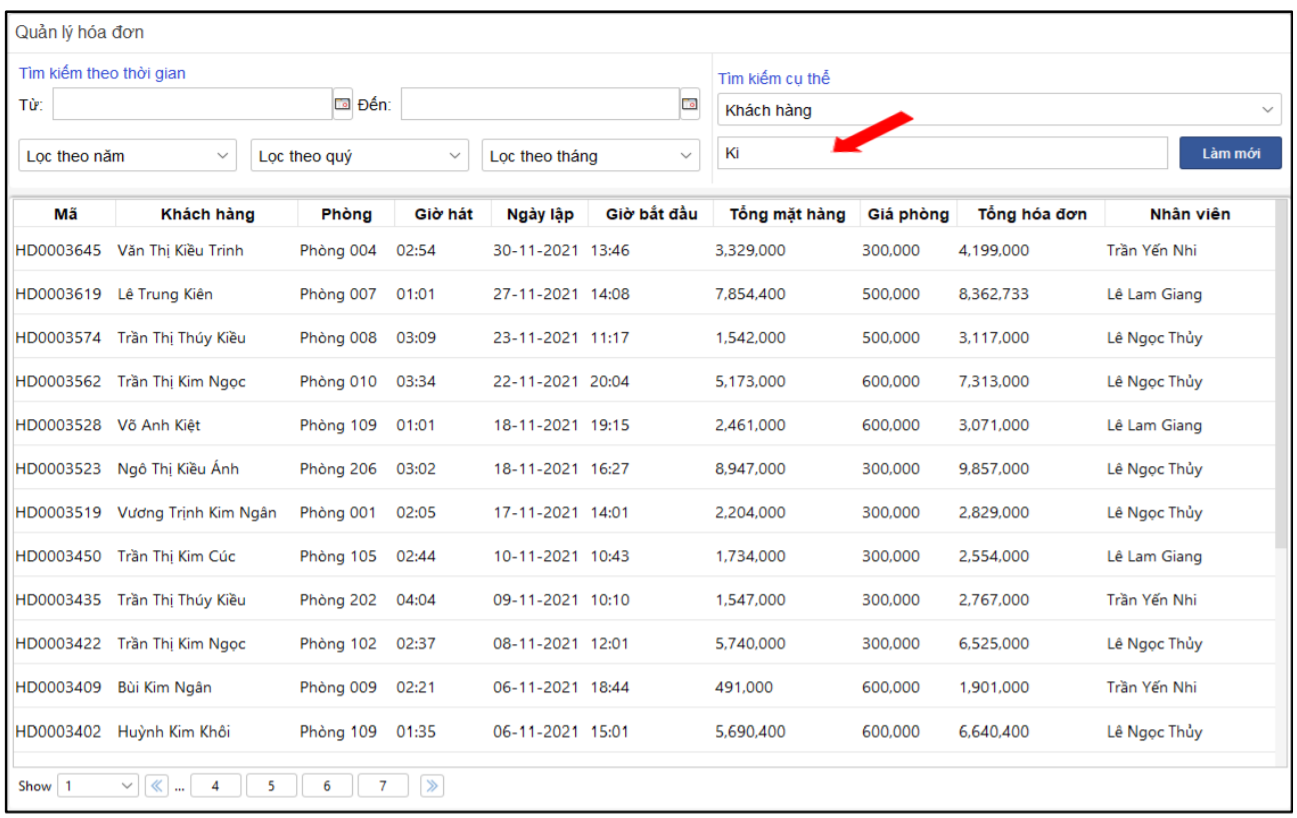 Quản lý hóa đơn
Tìm kiếm theo thời gian
Từ: Đến:
Lọc theo năm Lọc theo quý Lọc theo tháng
Tìm kiếm cụ thể
Khách hàng
Ki Làm mới
Mã Khách hàng Phòng Giờ hát Ngày lập Giờ bắt đầu Tổng mặt hàng Giá phòng Tổng hóa đơn Nhân viên
HD0003645 Văn Thị Kiều Trinh Phòng 004 02:54 30-11-2021 13:46 3,329,000 300,000 4,199,000 Trần Yến Nhi
HD0003619 Lê Trung Kiên Phòng 007 01:01 27-11-2021 14:08 7,854,400 500,000 8,362,733 Lê Lam Giang
HD0003574 Trần Thị Thúy Kiều Phòng 008 03:09 23-11-2021 11:17 1,542,000 500,000 3,117,000 Lê Ngọc Thủy
HD0003562 Trần Thị Kim Ngọc Phòng 010 03:34 22-11-2021 20:04 5,173,000 600,000 7,313,000 Lê Ngọc Thủy
HD0003528 Võ Anh Kiệt Phòng 109 01:01 18-11-2021 19:15 2,461,000 600,000 3,071,000 Lê Lam Giang
HD0003523 Ngô Thị Kiều Ánh Phòng 206 03:02 18-11-2021 16:27 8,947,000 300,000 9,857,000 Lê Ngọc Thủy
HD0003519 Vương Trịnh Kim Ngân Phòng 001 02:05 17-11-2021 14:01 2,204,000 300,000 2,829,000 Lê Ngọc Thủy
HD0003450 Trần Thị Kim Cúc Phòng 105 02:44 10-11-2021 10:43 1,734,000 300,000 2,554,000 Lê Lam Giang
HD0003435 Trần Thị Thúy Kiều Phòng 202 04:04 09-11-2021 10:10 1,547,000 300,000 2,767,000 Trần Yến Nhi
HD0003422 Trần Thị Kim Ngọc Phòng 102 02:37 08-11-2021 12:01 5,740,000 300,000 6,525,000 Lê Ngọc Thủy
HD0003409 Bùi Kim Ngân Phòng 009 02:21 06-11-2021 18:44 491,000 600,000 1,901,000 Trần Yến Nhi
HD0003402 Huỳnh Kim Khôi Phòng 109 01:35 06-11-2021 15:01 5,690,400 600,000 6,640,400 Lê Ngọc Thủy
Show 1 ... 4 5 6 7